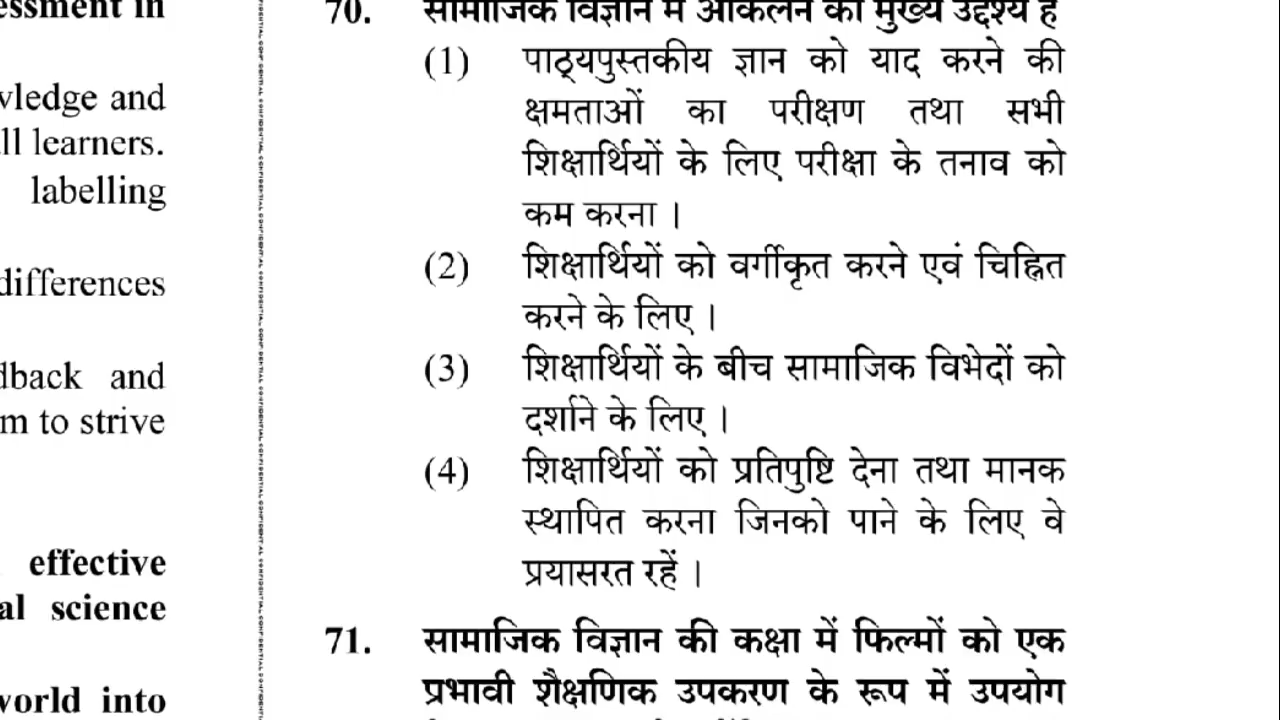 essment in
wledge and
ll learners.
labelling
differences
dback and
m to strive
effective
al science
world into
70. सामाजिक विज्ञान में आकलन का मुख्य उद्देश्य है
(1) पाठ्यपुस्तकीय ज्ञान को याद करने की
क्षमताओं का परीक्षण तथा सभी
शिक्षार्थियों के लिए परीक्षा के तनाव को
कम करना ।
(2) शिक्षार्थियों को वर्गीकृत करने एवं चिह्नित
करने के लिए ।
(3) शिक्षार्थियों के बीच सामाजिक विभेदों को
दर्शाने के लिए ।
(4) शिक्षार्थियों को प्रतिपुष्टि देना तथा मानक
स्थापित करना जिनको पाने के लिए वे
प्रयासरत रहें ।
71. सामाजिक विज्ञान की कक्षा में फिल्मों को एक
प्रभावी शैक्षणिक उपकरण के रूप में उपयोग